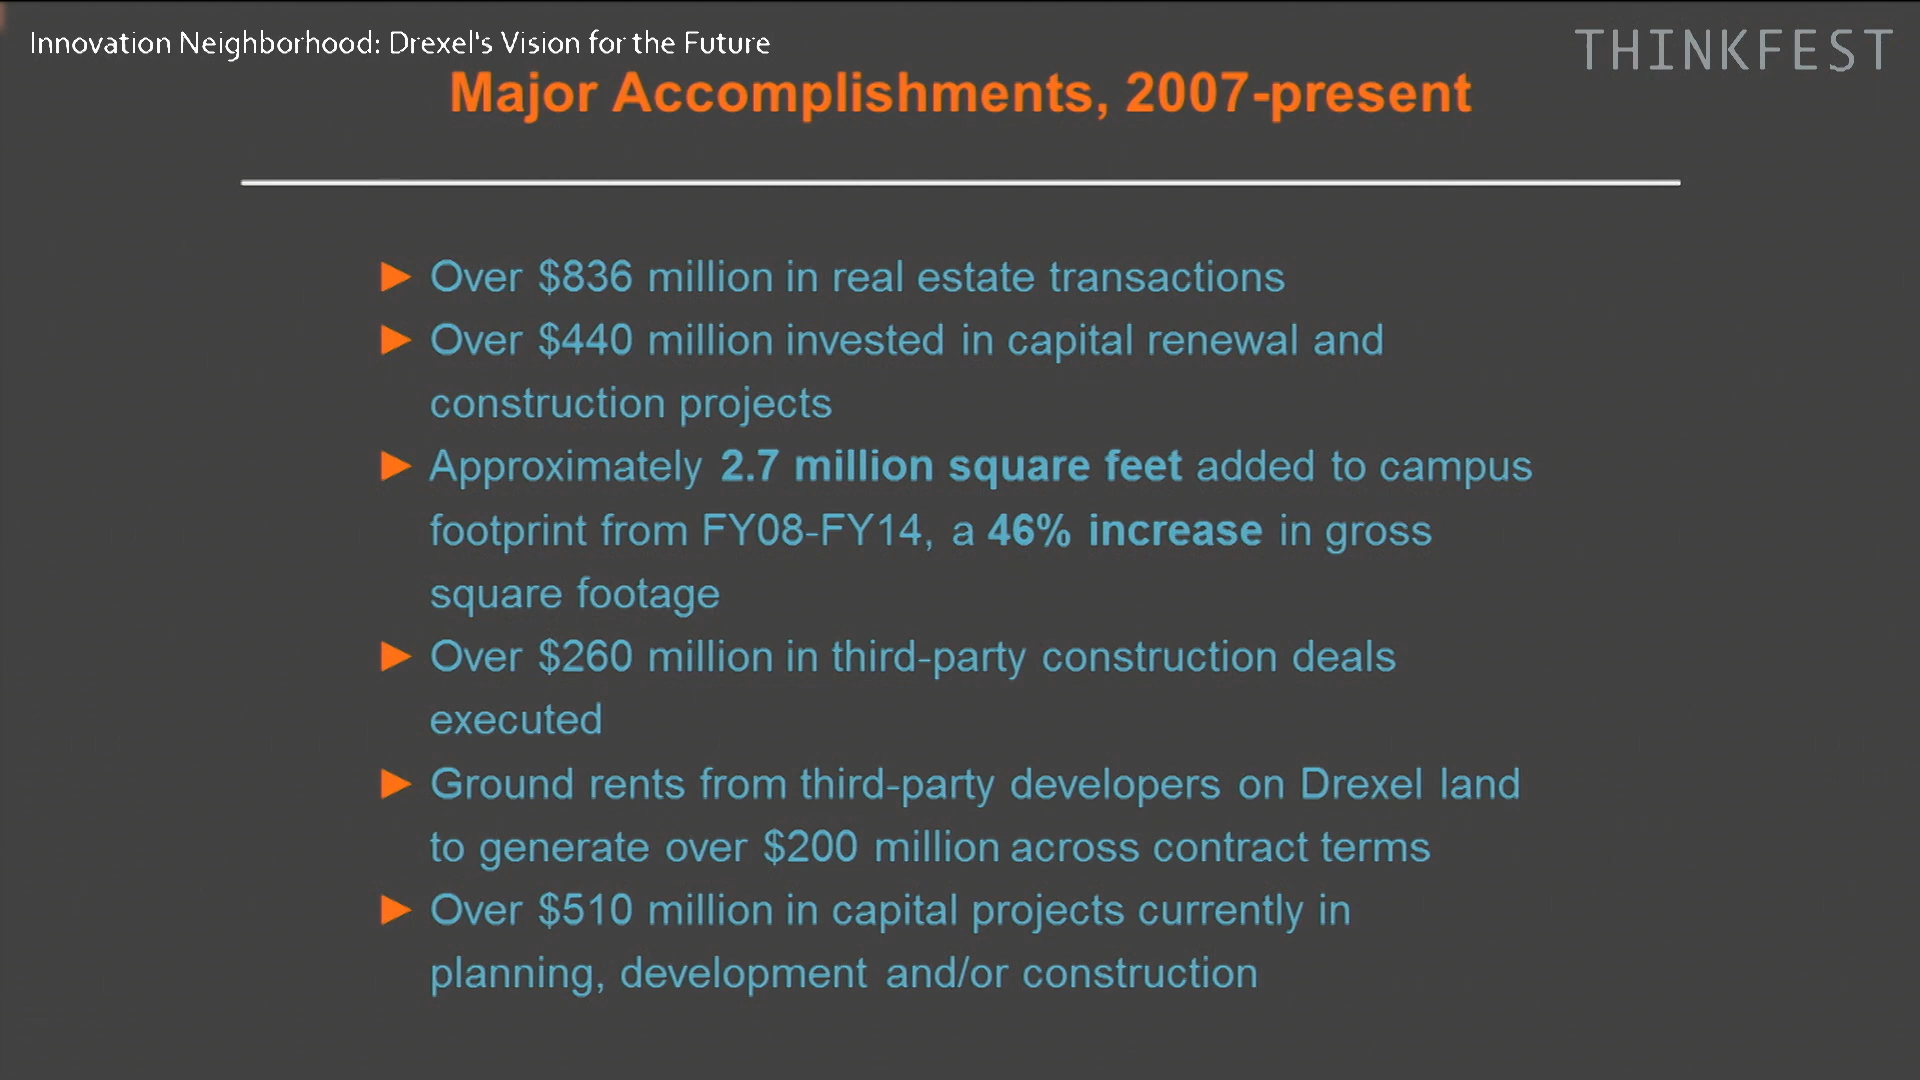 Innovation Neighborhood: Drexel's Vision for the Future
THINKFEST
Major Accomplishments, 2007-present
► Over $836 million in real estate transactions
► Over $440 million invested in capital renewal and
construction projects
► Approximately 2.7 million square feet added to campus
footprint from FY08-FY14, a 46% increase in gross
square footage
► Over $260 million in third-party construction deals
executed
► Ground rents from third-party developers on Drexel land
to generate over $200 million across contract terms
► Over $510 million in capital projects currently in
planning, development and/or construction